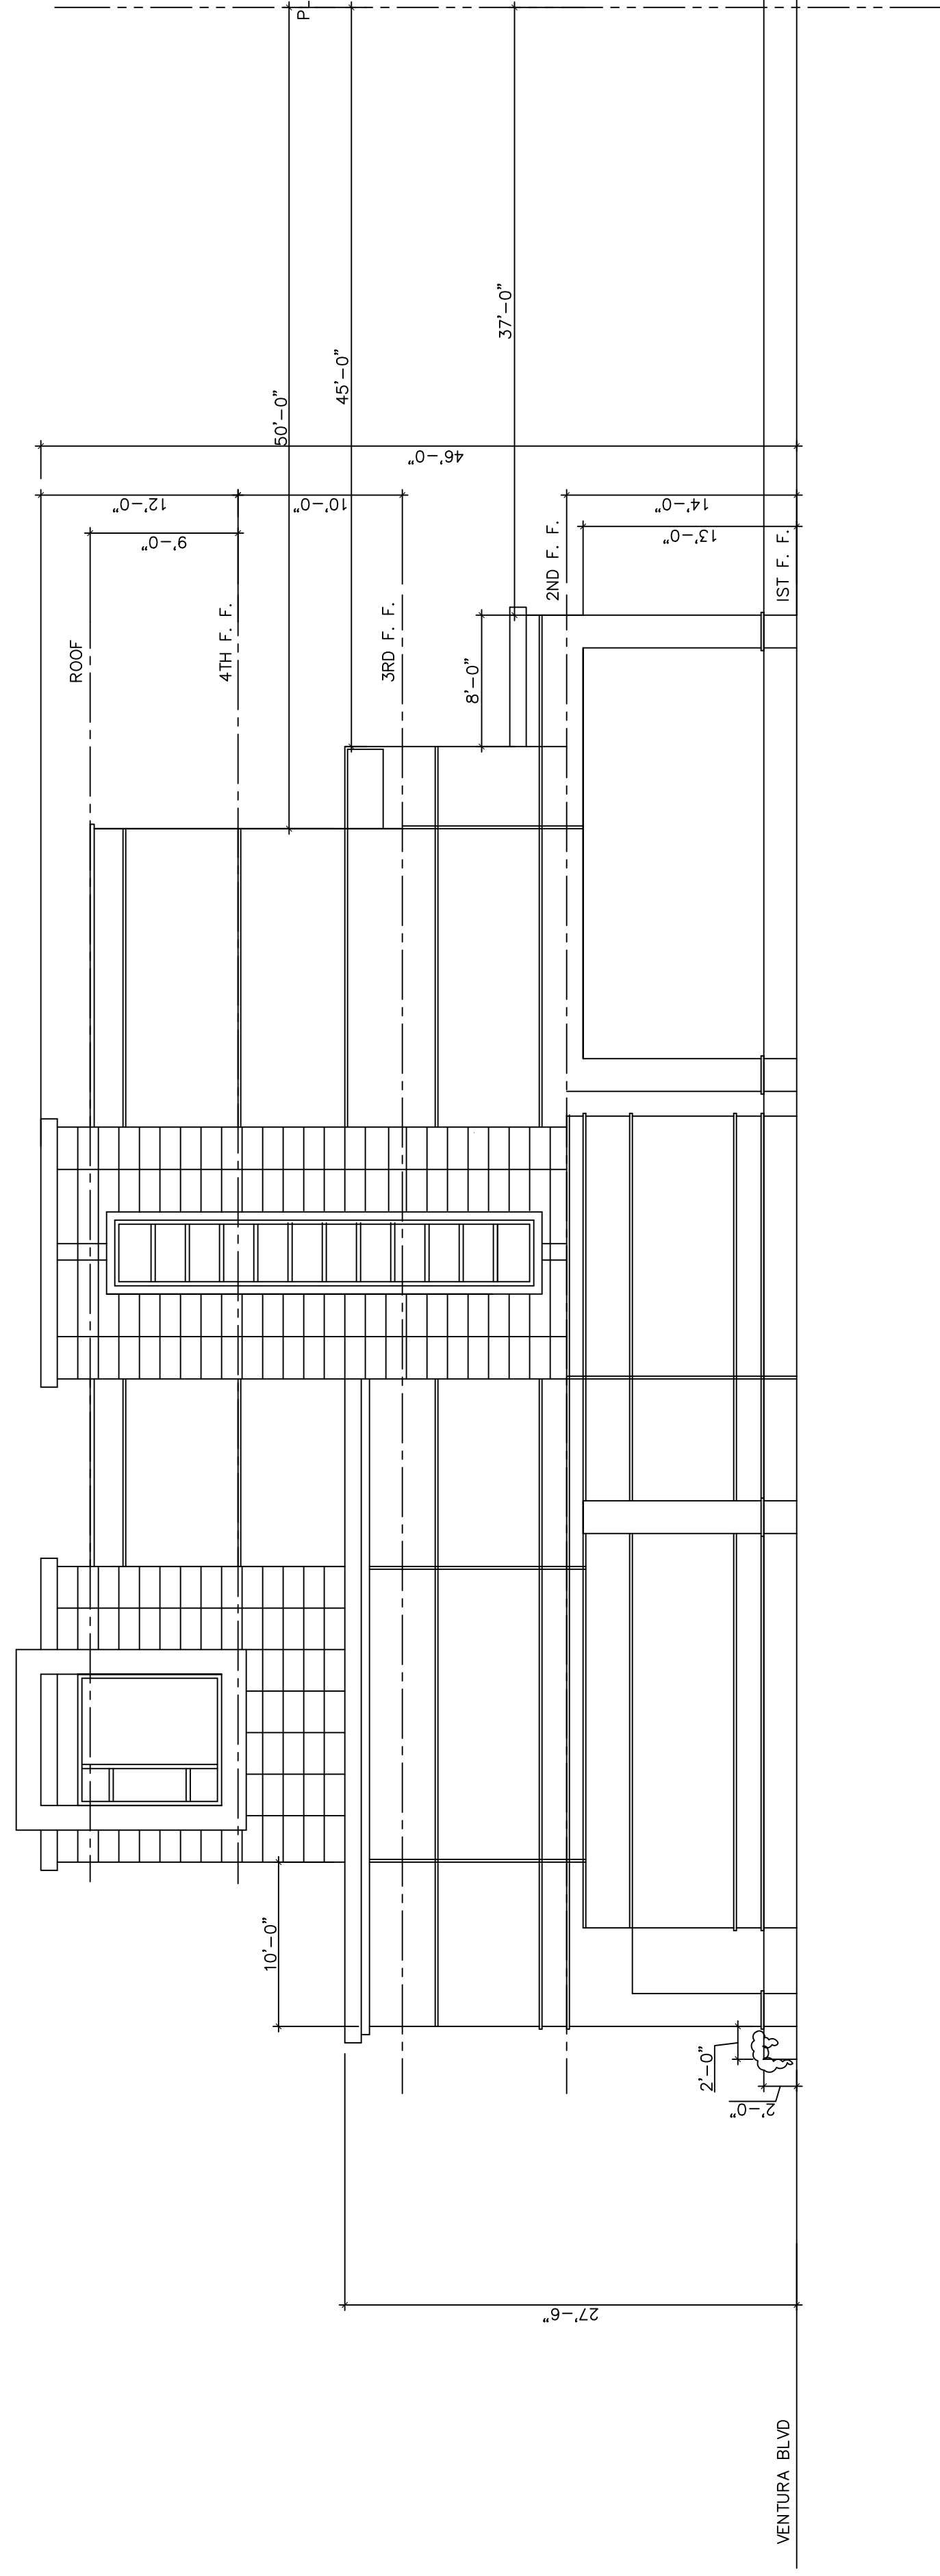 P
50'-0"
45'-0"
37'-0"
46'-0"
12'-0"
10'-0"
14'-0"
9'-0"
13'-0"
ROOF
4TH F. F.
3RD F. F.
2ND F. F.
IST F. F.
8'-0"
10'-0"
2'-0"
2'-0"
27'-6"
VENTURA BLVD